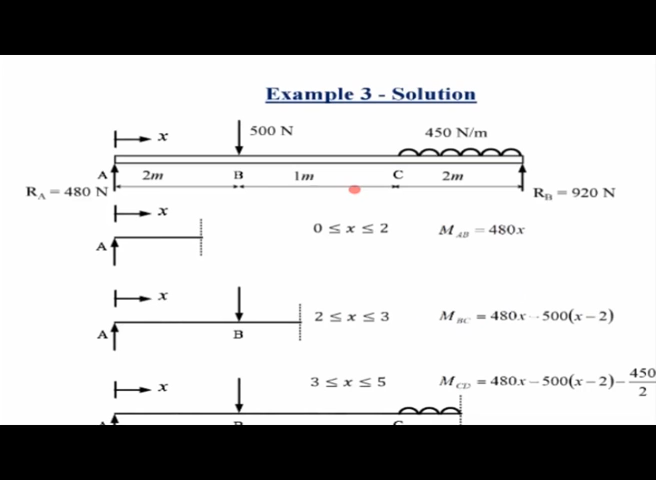 Example 3 - Solution
x
500 N
450 N/m
A
2m
B
1m
C
2m
R_A = 480 N
R_B = 920 N
x
A
0 ≤ x ≤ 2
M_AB = 480x
x
A
B
2 ≤ x ≤ 3
M_BC = 480x - 500(x - 2)
x
3 ≤ x ≤ 5
M_CD = 480x - 500(x - 2) - 450/2